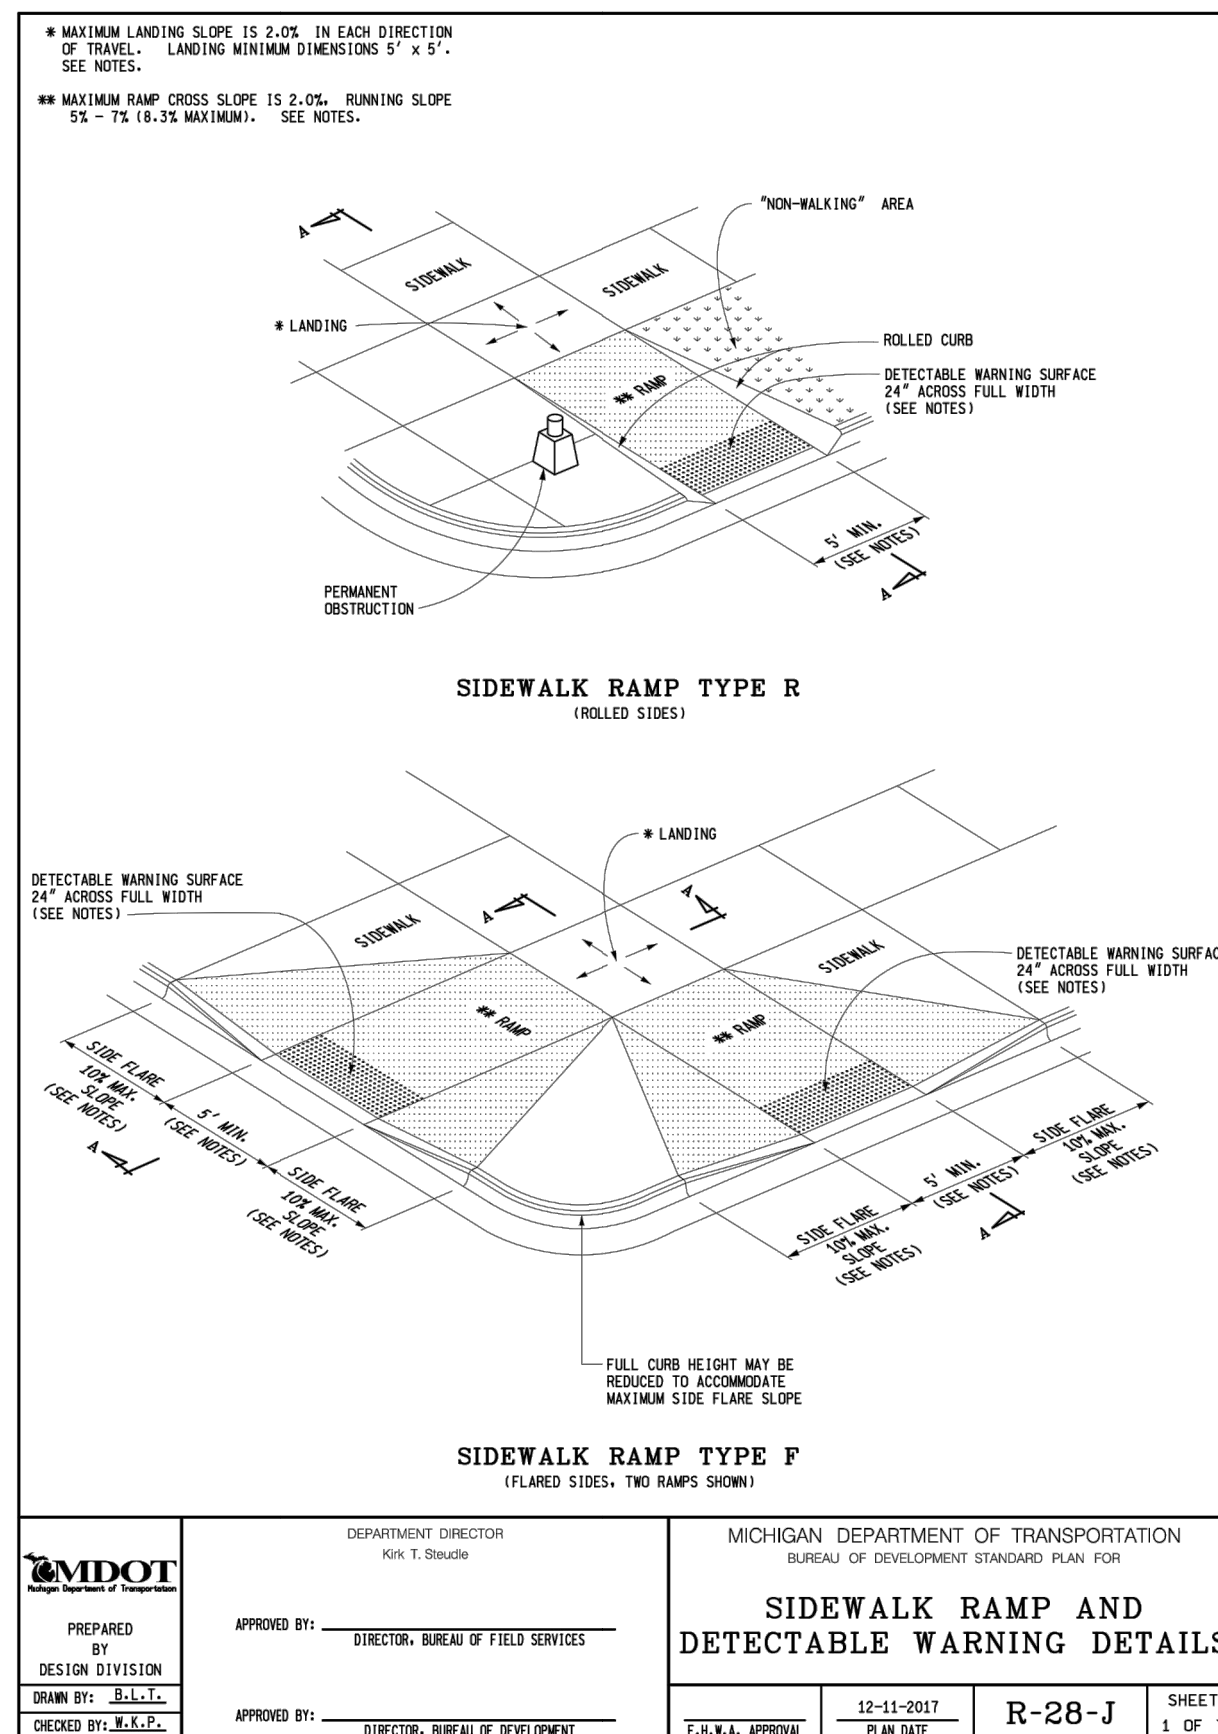 * MAXIMUM LANDING SLOPE IS 2.0% IN EACH DIRECTION
OF TRAVEL. LANDING MINIMUM DIMENSIONS 5' x 5'.
SEE NOTES.
** MAXIMUM RAMP CROSS SLOPE IS 2.0%, RUNNING SLOPE
5% - 7% (8.3% MAXIMUM). SEE NOTES.
"NON-WALKING" AREA
A
SIDEWALK
SIDEWALK
* LANDING
ROLLED CURB
** RAMP
DETECTABLE WARNING SURFACE
24" ACROSS FULL WIDTH
(SEE NOTES)
5' MIN.
(SEE NOTES)
A
PERMANENT
OBSTRUCTION
SIDEWALK RAMP TYPE R
(ROLLED SIDES)
* LANDING
DETECTABLE WARNING SURFACE
24" ACROSS FULL WIDTH
(SEE NOTES)
A
A
SIDEWALK
SIDEWALK
DETECTABLE WARNING SURFAC
24" ACROSS FULL WIDTH
(SEE NOTES)
** RAMP
** RAMP
SIDE FLARE
10% MAX.
SLOPE
(SEE NOTES)
5' MIN.
(SEE NOTES)
A
SIDE FLARE
10% MAX.
SLOPE
(SEE NOTES)
SIDE FLARE
10% MAX.
SLOPE
(SEE NOTES)
5' MIN.
(SEE NOTES)
A
SIDE FLARE
10% MAX.
SLOPE
(SEE NOTES)
FULL CURB HEIGHT MAY BE
REDUCED TO ACCOMMODATE
MAXIMUM SIDE FLARE SLOPE
SIDEWALK RAMP TYPE F
(FLARED SIDES, TWO RAMPS SHOWN)
MDOT
Michigan Department of Transportation
PREPARED
BY
DESIGN DIVISION
DRAWN BY: B.L.T.
CHECKED BY: W.K.P.
DEPARTMENT DIRECTOR
Kirk T. Steudle
APPROVED BY:
DIRECTOR, BUREAU OF FIELD SERVICES
APPROVED BY:
DIRECTOR, BUREAU OF DEVELOPMENT
MICHIGAN DEPARTMENT OF TRANSPORTATION
BUREAU OF DEVELOPMENT STANDARD PLAN FOR
SIDEWALK RAMP AND
DETECTABLE WARNING DETAILS
F.H.W.A. APPROVAL
12-11-2017
PLAN DATE
R-28-J
SHEET
1 OF